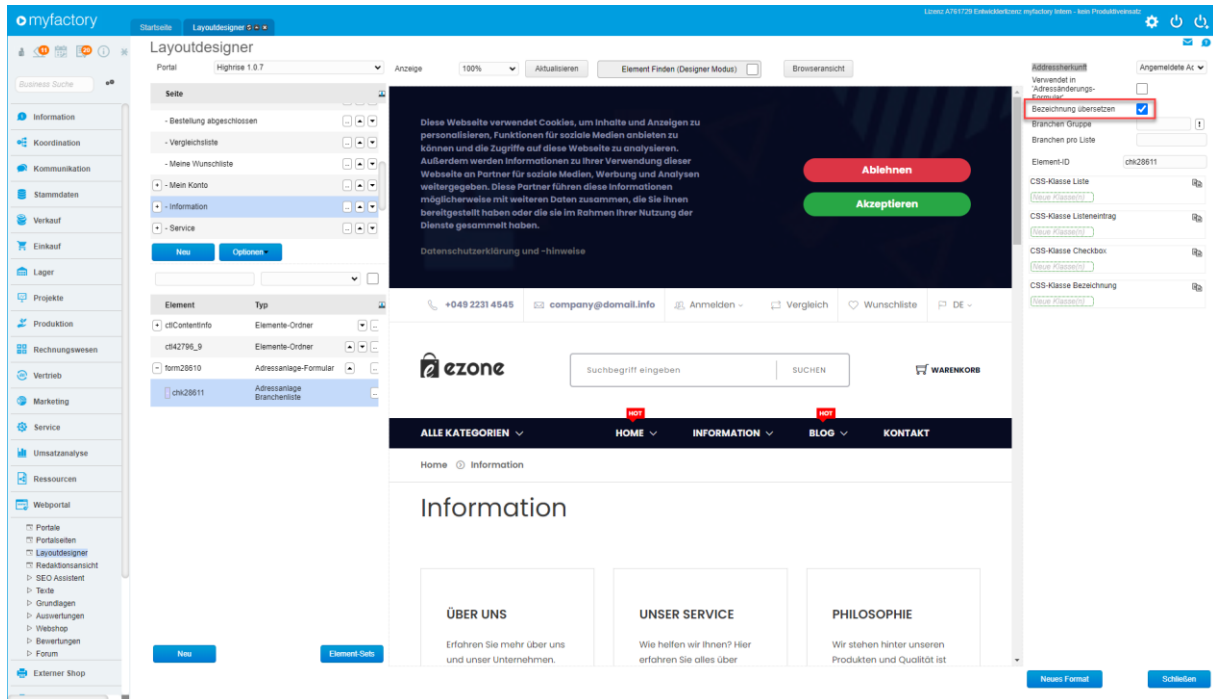 myfactory
Startseite
Layoutdesigner 5
Lizenz A761729 Entwicklerlizenz myfactory Intern - kein Produktiveinsatz
11
20
Business Suche
Information
Koordination
Kommunikation
Stammdaten
Verkauf
Einkauf
Lager
Projekte
Produktion
Rechnungswesen
Vertrieb
Marketing
Service
Umsatzanalyse
Ressourcen
Webportal
Portale
Portalseiten
Layoutdesigner
Redaktionsansicht
SEO Assistent
Texte
Grundlagen
Auswertungen
Webshop
Bewertungen
Forum
Externer Shop
Layoutdesigner
Portal
Highrise 1.0.7
Anzeige
100%
Aktualisieren
Element Finden (Designer Modus)
Browseransicht
Seite
- Bestellung abgeschlossen
- Vergleichsliste
- Meine Wunschliste
+ - Mein Konto
+ - Information
+ - Service
Neu
Optionen
Element Typ
+ ctlContentInfo Elemente-Ordner
ctl42796_9 Elemente-Ordner
- form28610 Adressanlage-Formular
chk28611 Adressanlage
Branchenliste
Neu
Element-Sets
Diese Webseite verwendet Cookies, um Inhalte und Anzeigen zu
personalisieren, Funktionen für soziale Medien anbieten zu
können und die Zugriffe auf diese Webseite zu analysieren.
Außerdem werden Informationen zu Ihrer Verwendung dieser
Webseite an Partner für soziale Medien, Werbung und Analysen
weitergegeben. Diese Partner führen diese Informationen
möglicherweise mit weiteren Daten zusammen, die Sie ihnen
bereitgestellt haben oder die sie im Rahmen Ihrer Nutzung der
Dienste gesammelt haben.
Datenschutzerklärung und -hinweise
Ablehnen
Akzeptieren
+049 2231 4545
company@domail.info
Anmelden
Vergleich
Wunschliste
DE
ezone
Suchbegriff eingeben
SUCHEN
WARENKORB
HOT
HOT
ALLE KATEGORIEN
HOME
INFORMATION
BLOG
KONTAKT
Home
Information
Information
ÜBER UNS
Erfahren Sie mehr über uns
und unser Unternehmen.
UNSER SERVICE
Wie helfen wir Ihnen? Hier
erfahren Sie alles über
PHILOSOPHIE
Wir stehen hinter unseren
Produkten und Qualität ist
Addressherkunft
Angemeldete Ac
Verwendet in
'Adressänderungs-
Formular'
Bezeichnung übersetzen
Branchen Gruppe
Branchen pro Liste
Element-ID
chk28611
CSS-Klasse Liste
[Neue Klasse(n)]
CSS-Klasse Listeneintrag
[Neue Klasse(n)]
CSS-Klasse Checkbox
[Neue Klasse(n)]
CSS-Klasse Bezeichnung
[Neue Klasse(n)]
Neues Format
Schließen